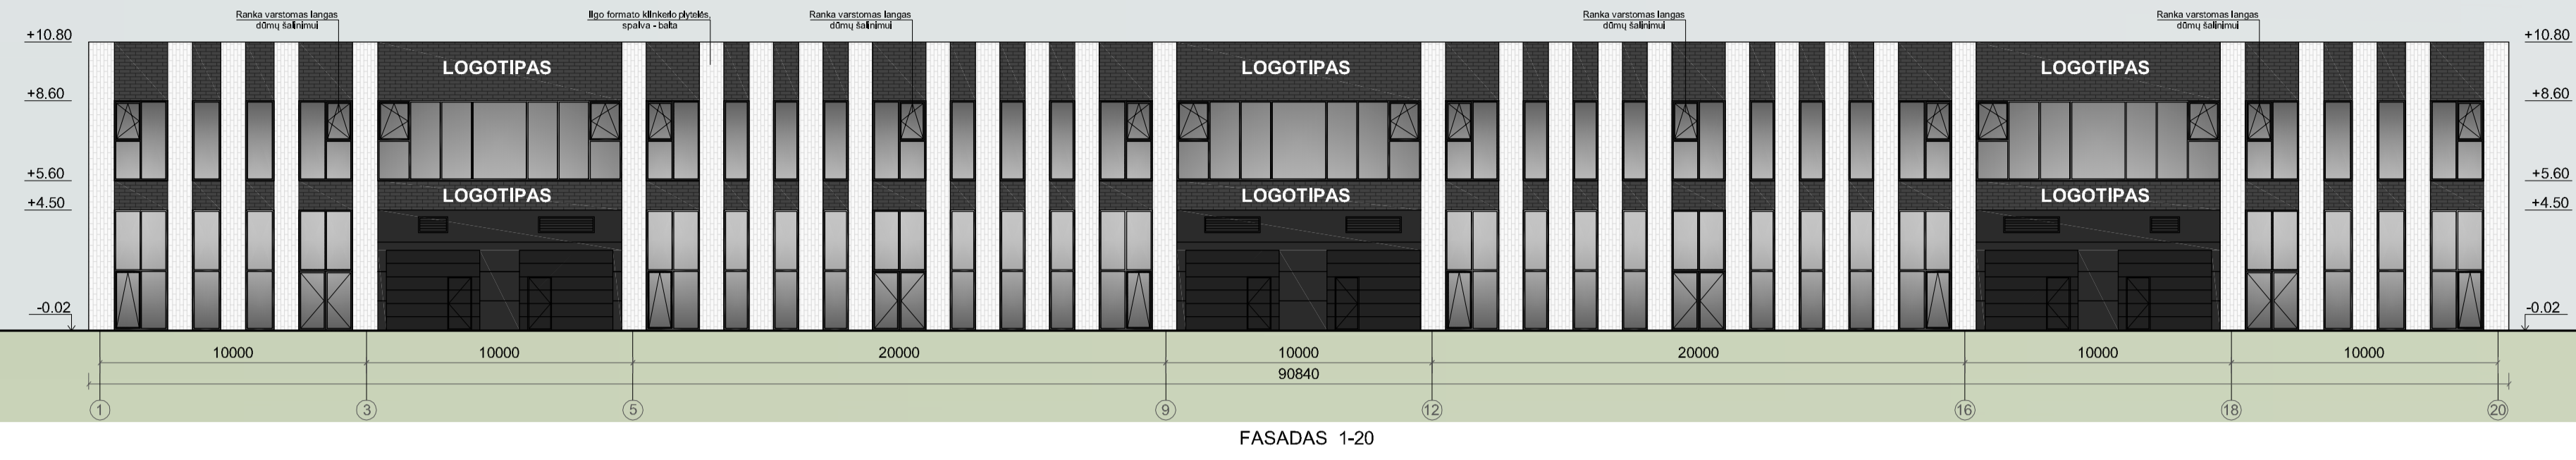 Ranka varstomas langas
dūmų šalinimui
Ilgo formato klinkerio plytelės,
spalva - balta
Ranka varstomas langas
dūmų šalinimui
Ranka varstomas langas
dūmų šalinimui
Ranka varstomas langas
dūmų šalinimui
+10.80 +10.80
LOGOTIPAS LOGOTIPAS LOGOTIPAS
+8.60 +8.60
+5.60 +5.60
LOGOTIPAS LOGOTIPAS LOGOTIPAS
+4.50 +4.50
-0.02 -0.02
10000 10000 20000 10000 20000 10000 10000
90840
1 3 5 9 12 16 18 20
FASADAS 1-20